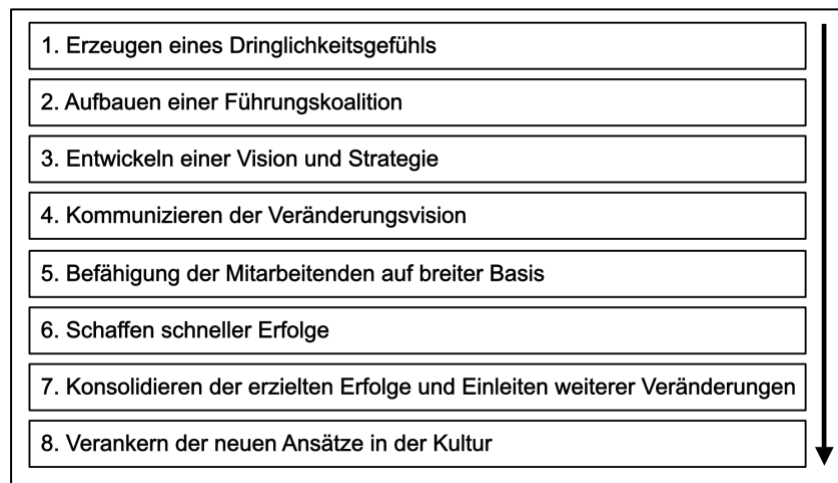 1. Erzeugen eines Dringlichkeitsgefühls
2. Aufbauen einer Führungskoalition
3. Entwickeln einer Vision und Strategie
4. Kommunizieren der Veränderungsvision
5. Befähigung der Mitarbeitenden auf breiter Basis
6. Schaffen schneller Erfolge
7. Konsolidieren der erzielten Erfolge und Einleiten weiterer Veränderungen
8. Verankern der neuen Ansätze in der Kultur